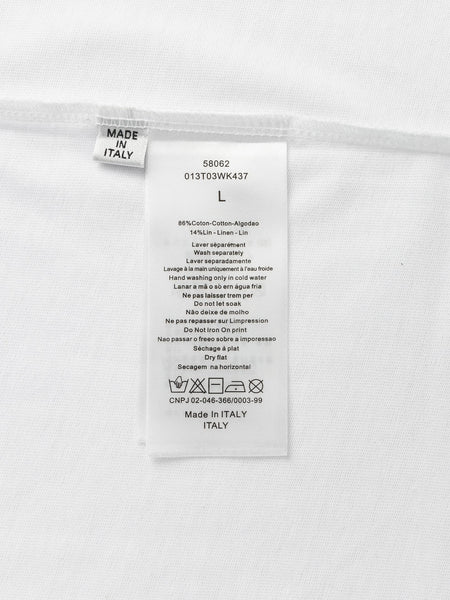 MADE
IN
ITALY
58062
013T03WK437
L
86%Coton-Cotton-Algodao
14%Lin - Linen - Lin
Laver séparément
Wash separately
Laver separadamente
Lavage à la main uniquement à l'eau froide
Hand washing only in cold water
Lanar a mã o sò ern àgua fria
Ne pas laisser trem per
Do not let soak
Não deixe de molho
Ne pas repasser sur Limpression
Do Not Iron On print
Nao passar o freeo sobre a imporessao
Séchage à plat
Dry flat
Secagem na horizontal
CNPJ 02-046-366/0003-99
Made In ITALY
ITALY